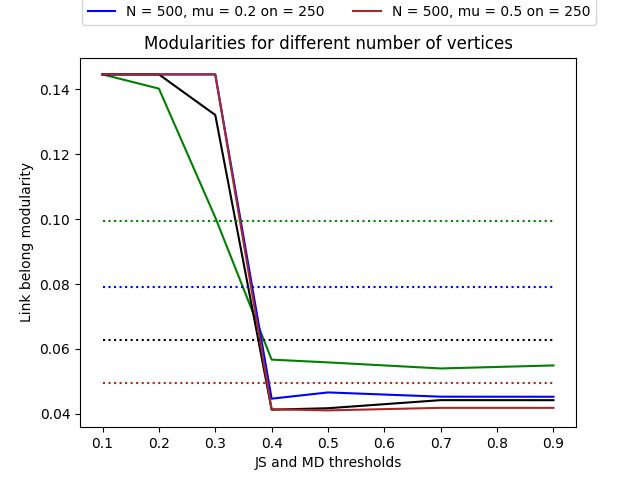 N = 500, mu = 0.2 on = 250 N = 500, mu = 0.5 on = 250
Modularities for different number of vertices
0.14
0.12
0.10
0.08
0.06
0.04
Link belong modularity
0.1 0.2 0.3 0.4 0.5 0.6 0.7 0.8 0.9
JS and MD thresholds